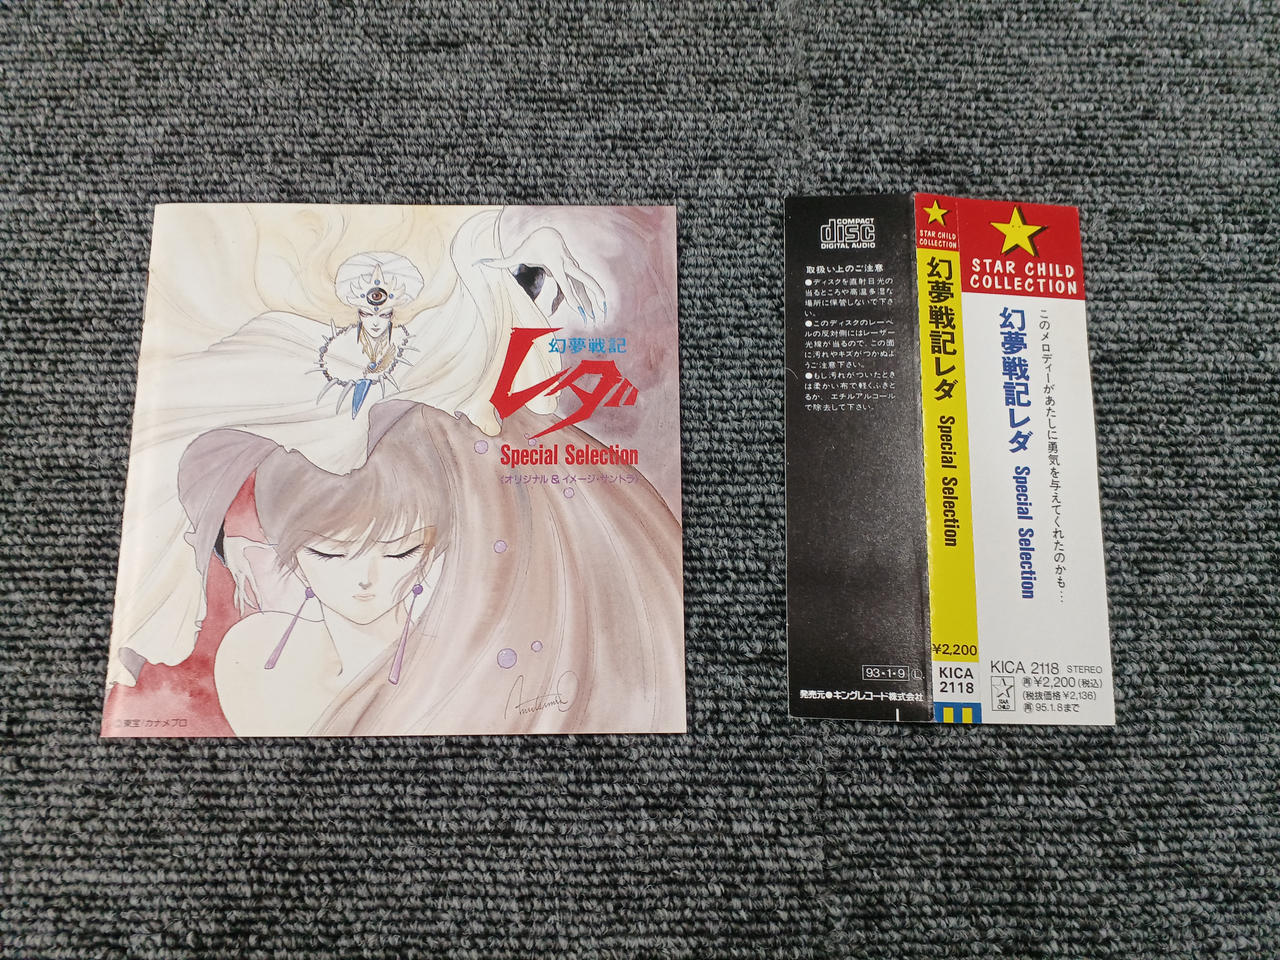 幻夢戦記
レダ
Special Selection
〈オリジナル&イメージ・サントラ〉
©東宝/カナメプロ
COMPACT
disc
DIGITAL AUDIO
取扱い上のご注意
●ディスクを直射日光の
当るところや高温多湿な
場所に保管しないで下さ
い。
●このディスクのレーベ
ルの反対側にはレーザー
光線が当るので、この面
に汚れやキズがつかぬよ
うご注意下さい。
●もし汚れがついたとき
は柔かい布で軽くふきと
るか、エチルアルコール
で除去して下さい。
93・1・9 Ⓛ
発売元●キングレコード株式会社
STAR CHILD
COLLECTION
幻夢戦記レダ Special Selection
¥2,200
KICA
2118
STAR CHILD
COLLECTION
このメロディーがあたしに勇気を与えてくれたのかも…
幻夢戦記レダ Special Selection
KICA 2118 STEREO
STAR
CHILD
再¥2,200(税込)
(税抜価格 ¥2,136)
再95.1.8まで